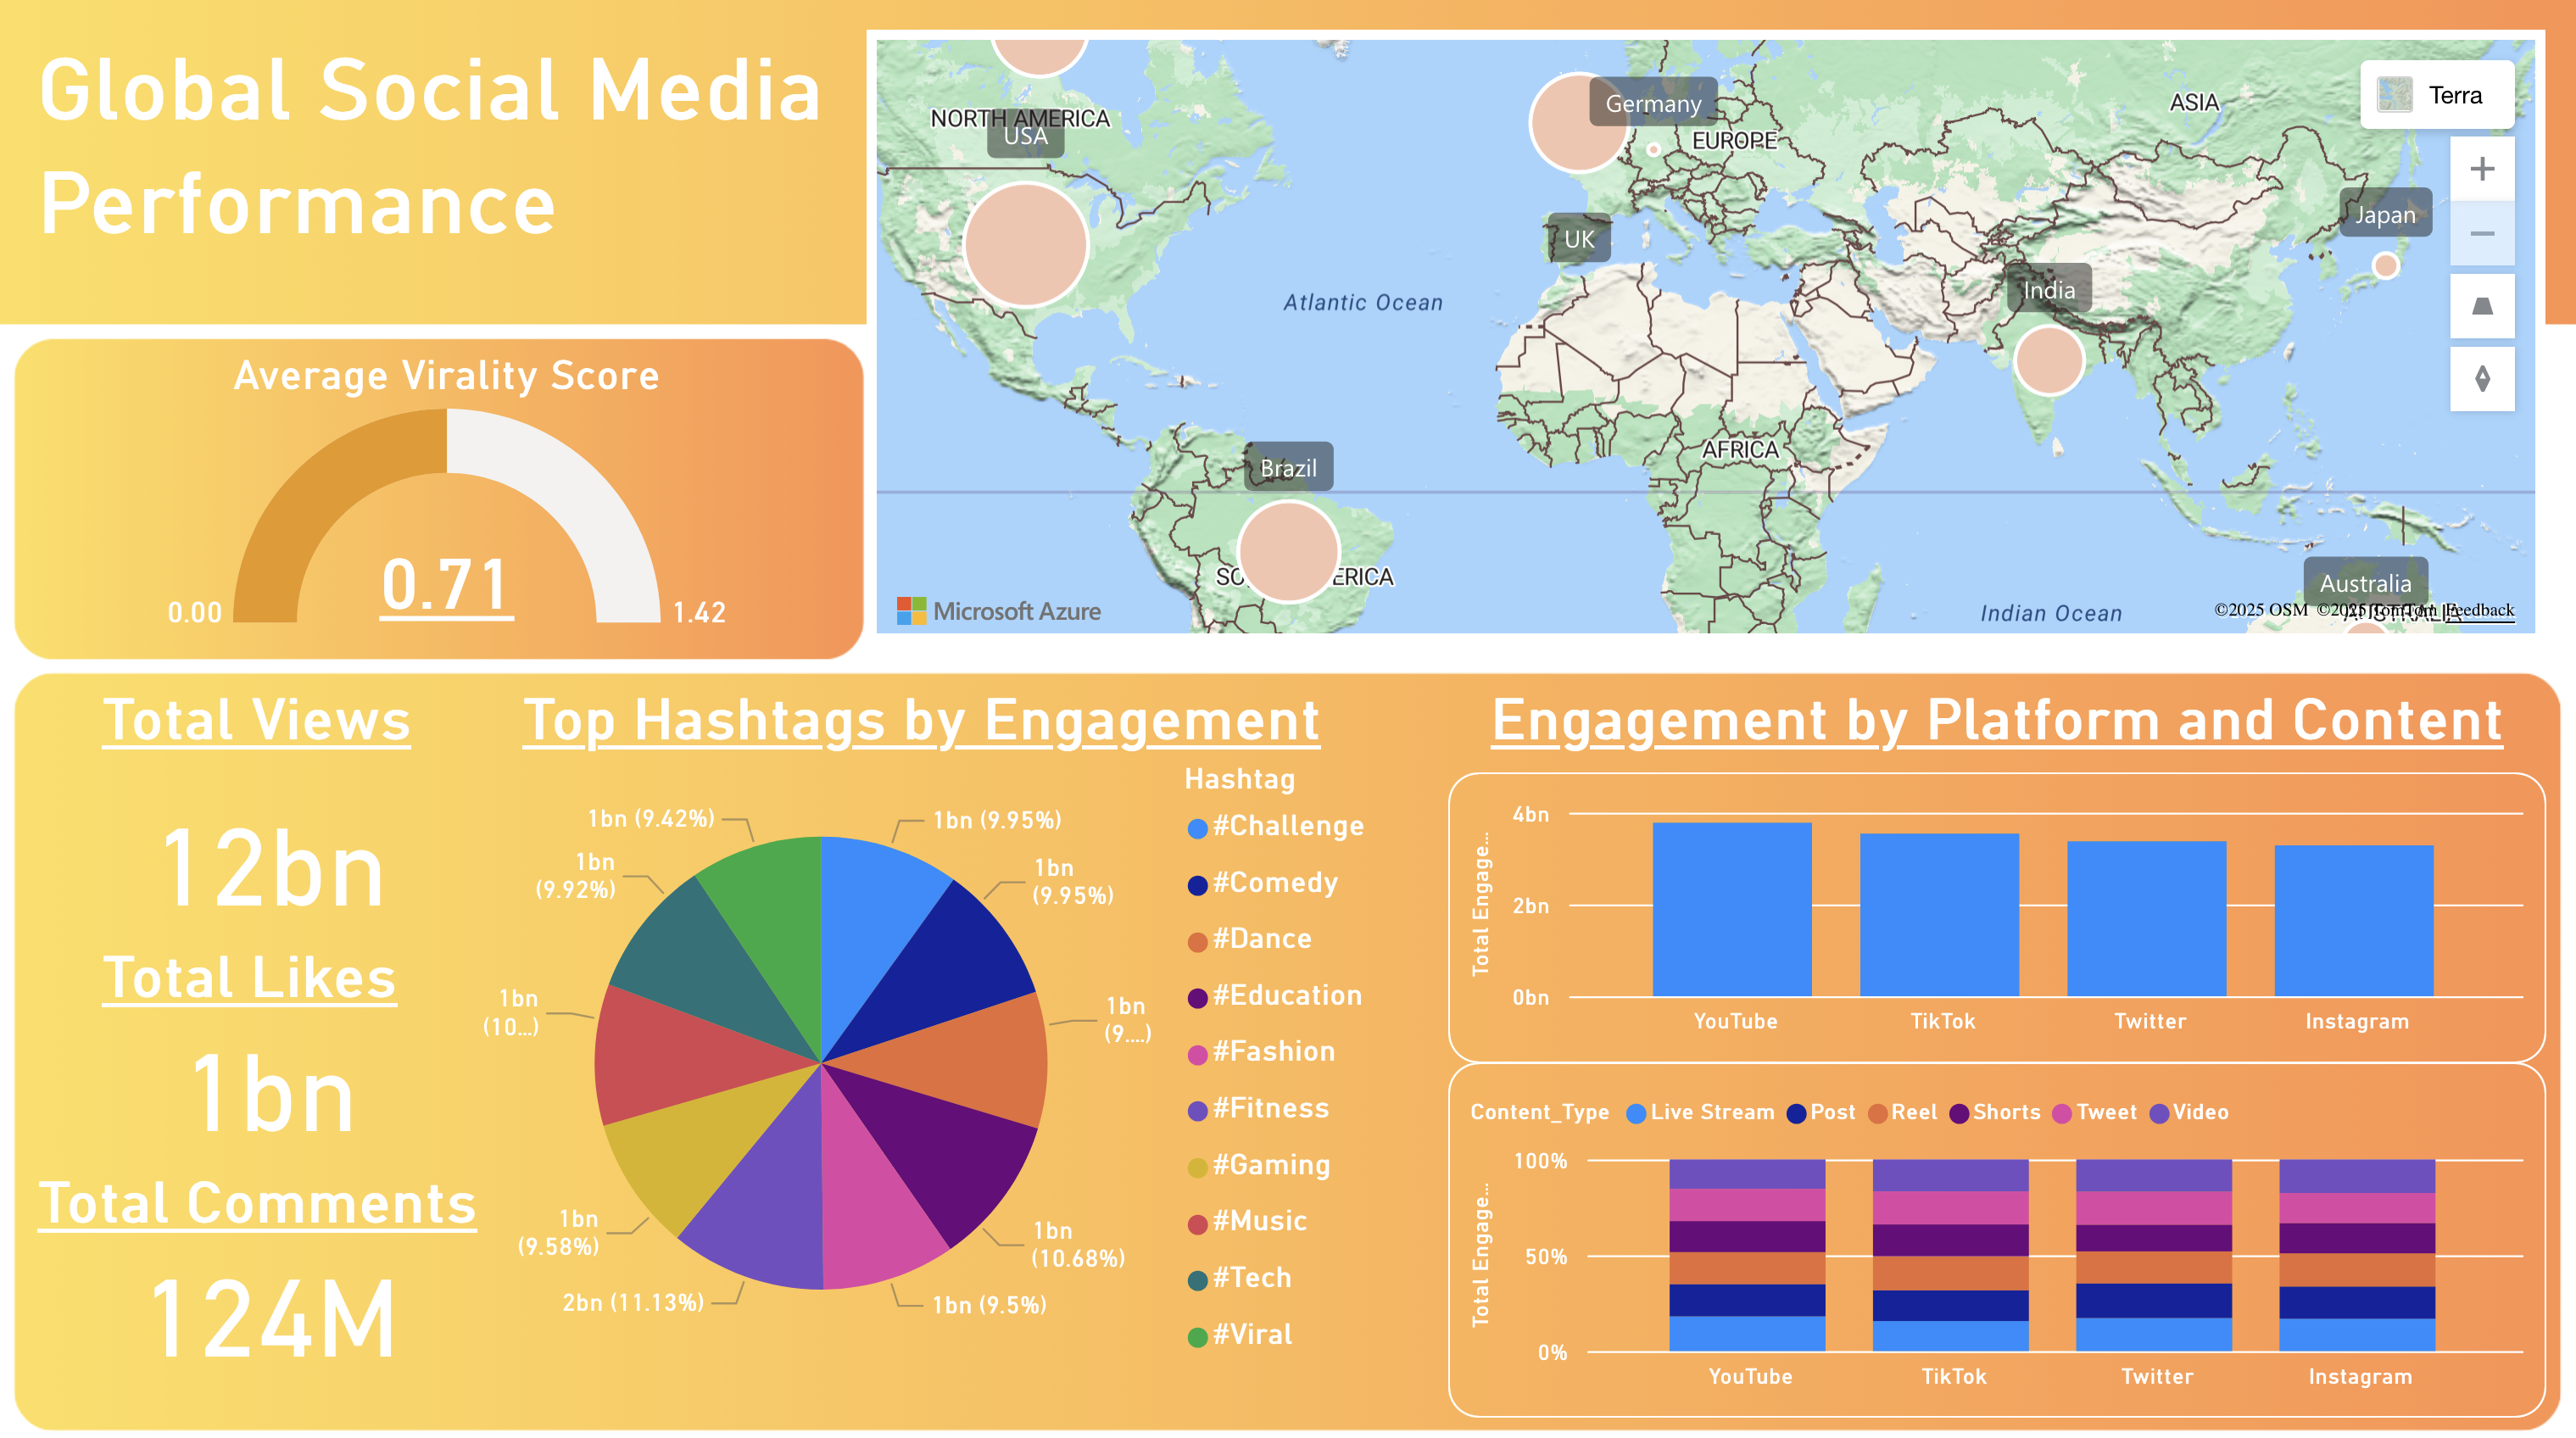 Global Social Media
Performance
NORTH AMERICA
USA
Germany
EUROPE
ASIA
Terra
UK
Japan
India
Atlantic Ocean
AFRICA
Brazil
Indian Ocean
Australia
Microsoft Azure
©2025 OSM ©2025 TomTom Feedback
Average Virality Score
0.00
0.71
1.42
Total Views
12bn
Total Likes
1bn
Total Comments
124M
Top Hashtags by Engagement
1bn (9.42%)
1bn (9.95%)
1bn
(9.92%)
1bn
(9.95%)
1bn
(10...)
1bn
(9....)
1bn
(9.58%)
1bn
(10.68%)
2bn (11.13%)
1bn (9.5%)
Hashtag
#Challenge
#Comedy
#Dance
#Education
#Fashion
#Fitness
#Gaming
#Music
#Tech
#Viral
Engagement by Platform and Content
Total Engage...
4bn
2bn
0bn
YouTube TikTok Twitter Instagram
Content_Type Live Stream Post Reel Shorts Tweet Video
Total Engage...
100%
50%
0%
YouTube TikTok Twitter Instagram